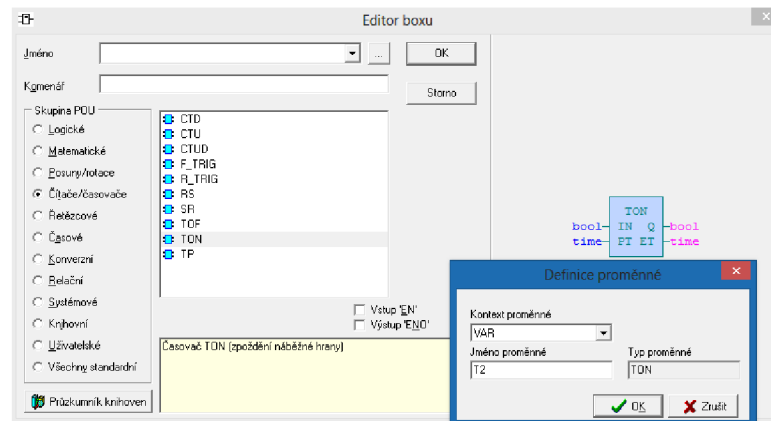 Editor boxu
Jméno
...
OK
Komenář
Storno
Skupina POU
Logické
Matematické
Posuny/rotace
Čítače/časovače
Řetězcové
Časové
Konverzní
Relační
Systémové
Knihovní
Uživatelské
Všechny standardní
Průzkumník knihoven
CTD
CTU
CTUD
F_TRIG
R_TRIG
RS
SR
TOF
TON
TP
Vstup 'EN'
Výstup 'ENO'
Časovač TON (zpoždění náběžné hrany)
TON
bool IN Q bool
time PT ET time
Definice proměnné
Kontext proměnné
VAR
Jméno proměnné Typ proměnné
T2 TON
OK Zrušit